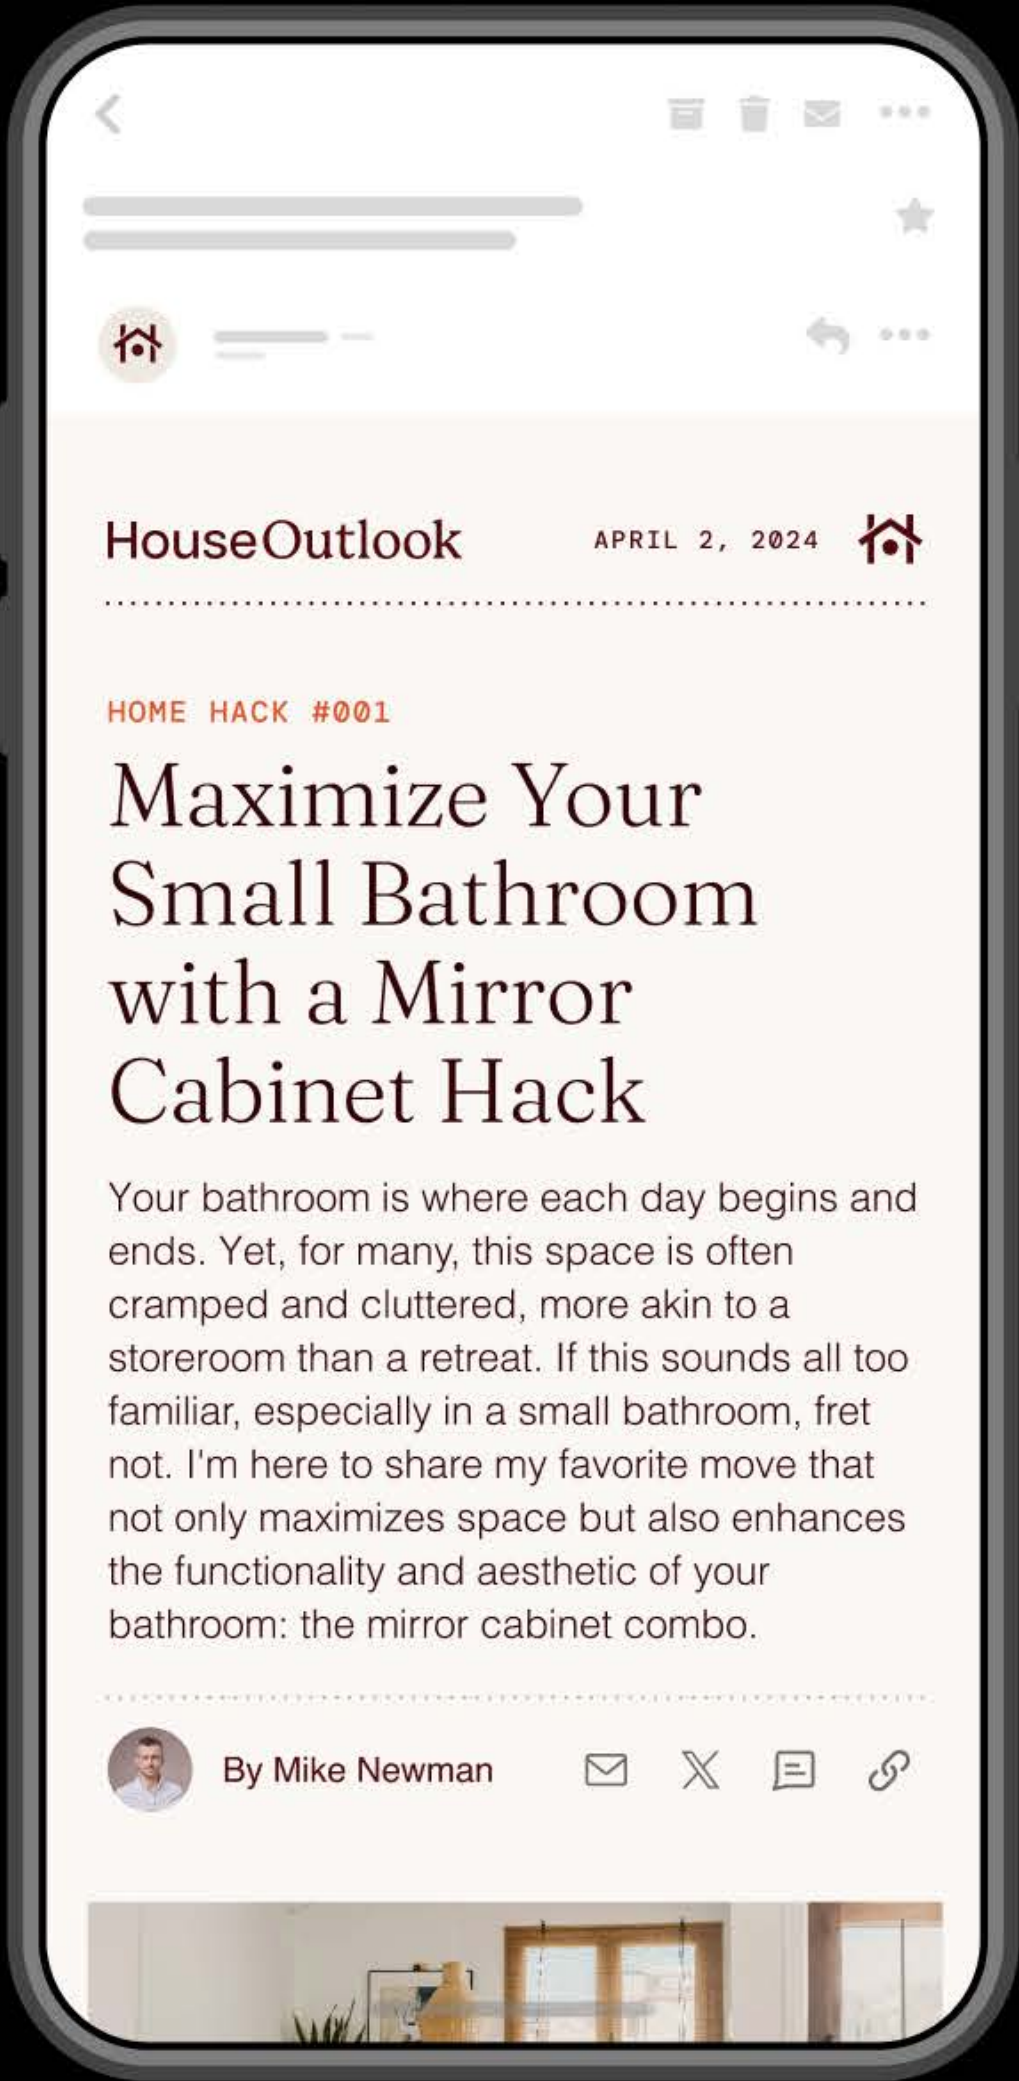 HouseOutlook
APRIL 2, 2024
HOME HACK #001
Maximize Your
Small Bathroom
with a Mirror
Cabinet Hack
Your bathroom is where each day begins and
ends. Yet, for many, this space is often
cramped and cluttered, more akin to a
storeroom than a retreat. If this sounds all too
familiar, especially in a small bathroom, fret
not. I'm here to share my favorite move that
not only maximizes space but also enhances
the functionality and aesthetic of your
bathroom: the mirror cabinet combo.
By Mike Newman